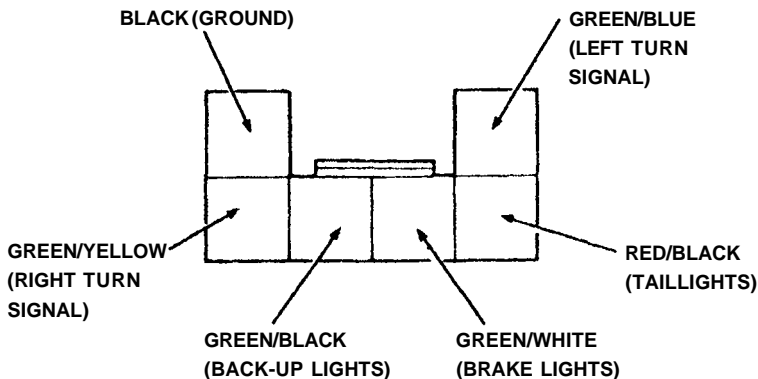 BLACK (GROUND)
GREEN/BLUE
(LEFT TURN
SIGNAL)
GREEN/YELLOW
(RIGHT TURN
SIGNAL)
RED/BLACK
(TAILLIGHTS)
GREEN/BLACK
(BACK-UP LIGHTS)
GREEN/WHITE
(BRAKE LIGHTS)